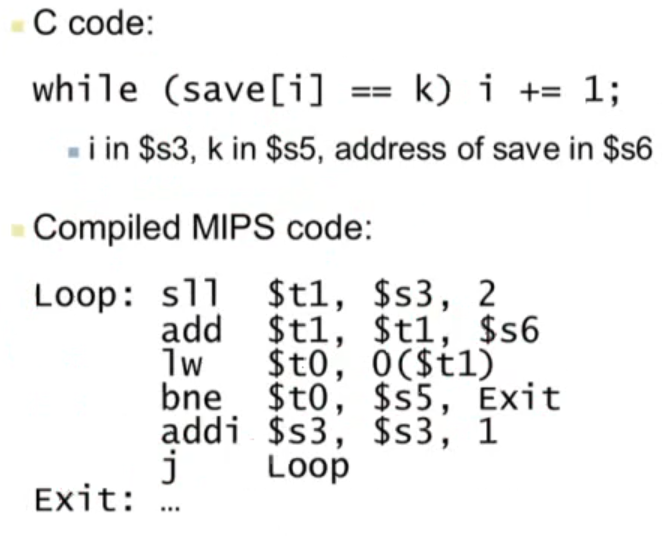 C code:
while (save[i] == k) i += 1;
i in $s3, k in $s5, address of save in $s6
Compiled MIPS code:
Loop: sll $t1, $s3, 2
add $t1, $t1, $s6
lw $t0, 0($t1)
bne $t0, $s5, Exit
addi $s3, $s3, 1
j Loop
Exit: …